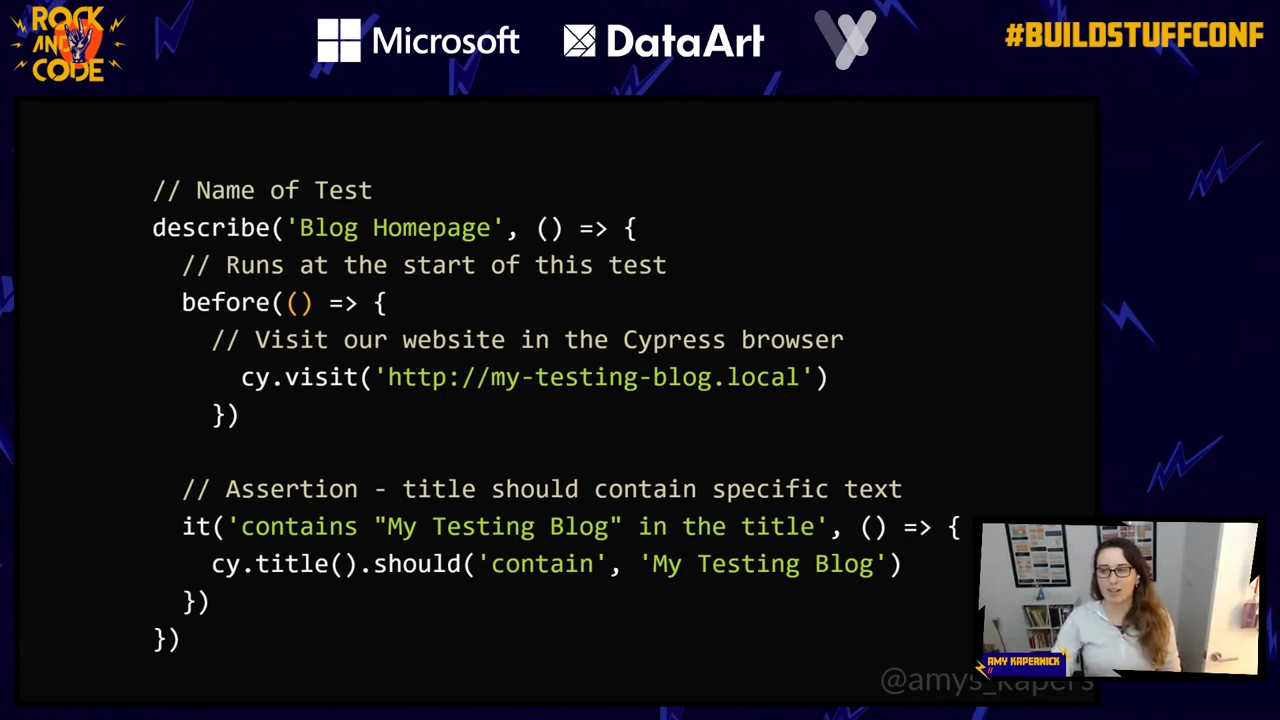 ROCK
AND
CODE
Microsoft
DataArt
#BUILDSTUFFCONF
// Name of Test
describe('Blog Homepage', () => {
// Runs at the start of this test
before(() => {
// Visit our website in the Cypress browser
cy.visit('http://my-testing-blog.local')
})
// Assertion - title should contain specific text
it('contains "My Testing Blog" in the title', () => {
cy.title().should('contain', 'My Testing Blog')
})
})
AMY KAPERNICK
@amys_kapers